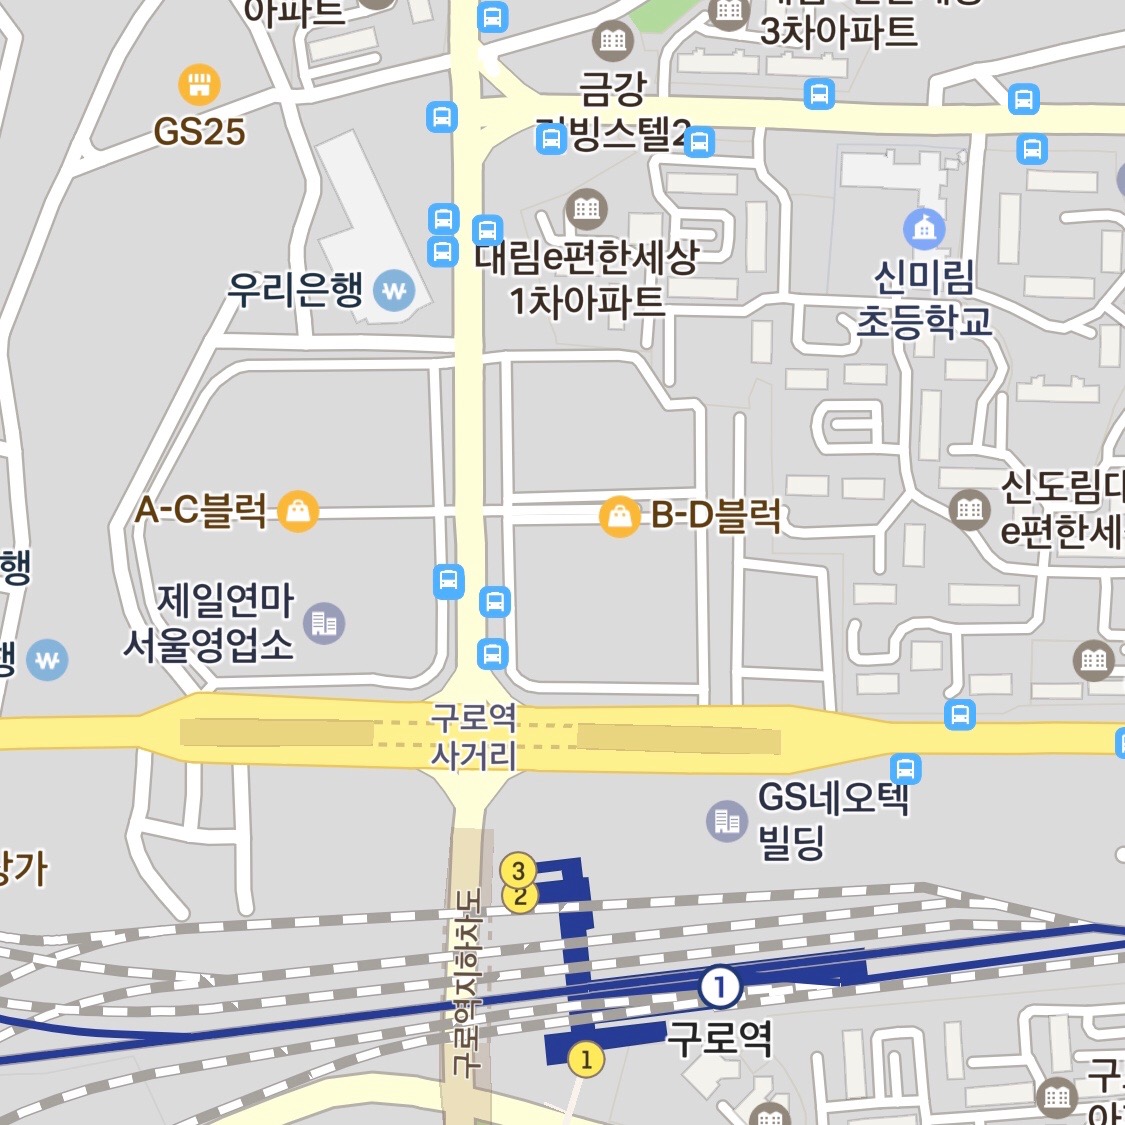 아파트
3차아파트
금강
리빙스텔2
GS25
대림e편한세상
1차아파트
우리은행
신미림
초등학교
A-C블럭
B-D블럭
신도림대
e편한세
행
제일연마
서울영업소
행
구로역
사거리
GS네오텍
빌딩
상가
3
2
구로역지하차도
1
구로역
1
구
아